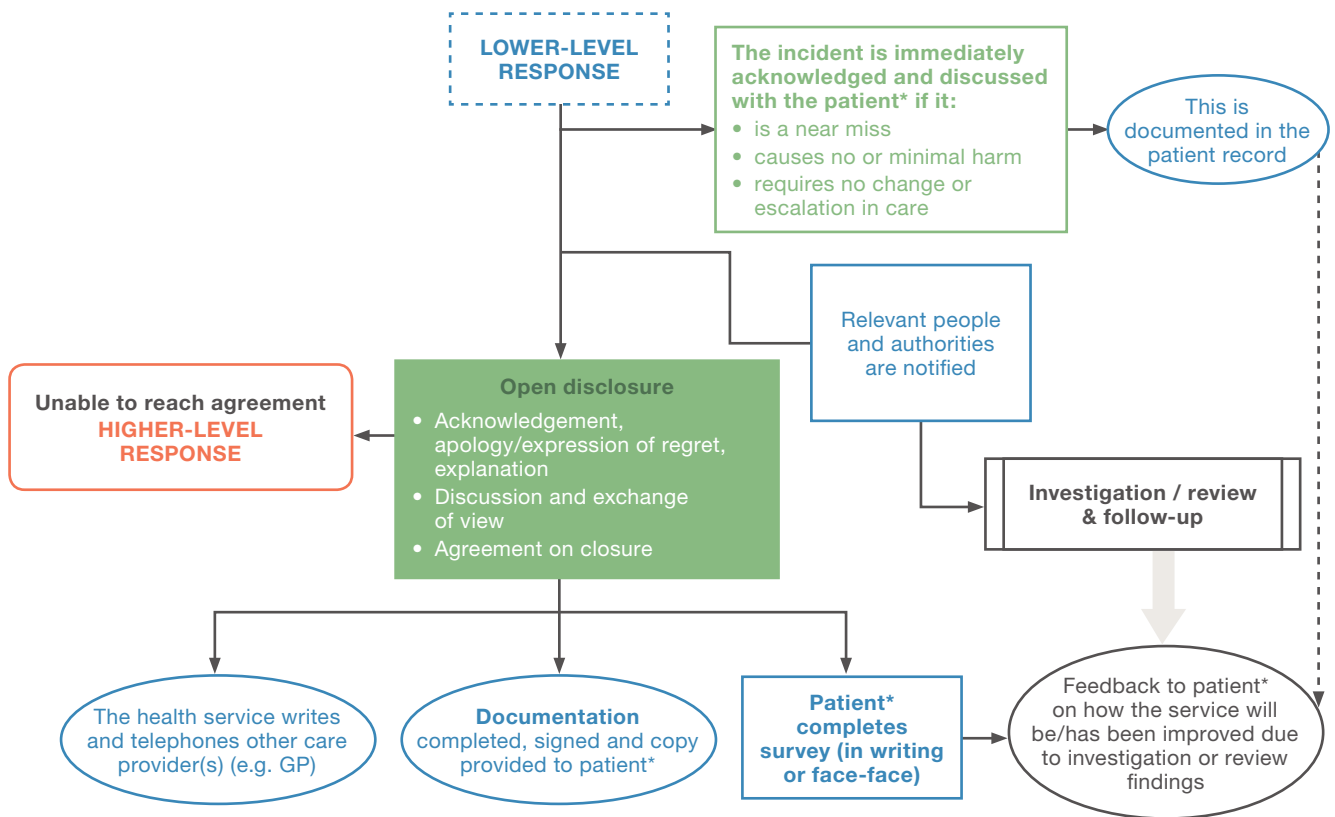 LOWER-LEVEL
RESPONSE
The incident is immediately
acknowledged and discussed
with the patient* if it:
• is a near miss
• causes no or minimal harm
• requires no change or
escalation in care
This is
documented in the
patient record
Relevant people
and authorities
are notified
Unable to reach agreement
HIGHER-LEVEL
RESPONSE
Open disclosure
• Acknowledgement,
apology/expression of regret,
explanation
• Discussion and exchange
of view
• Agreement on closure
Investigation / review
& follow-up
The health service writes
and telephones other care
provider(s) (e.g. GP)
Documentation
completed, signed and copy
provided to patient*
Patient*
completes
survey (in writing
or face-face)
Feedback to patient*
on how the service will
be/has been improved due
to investigation or review
findings